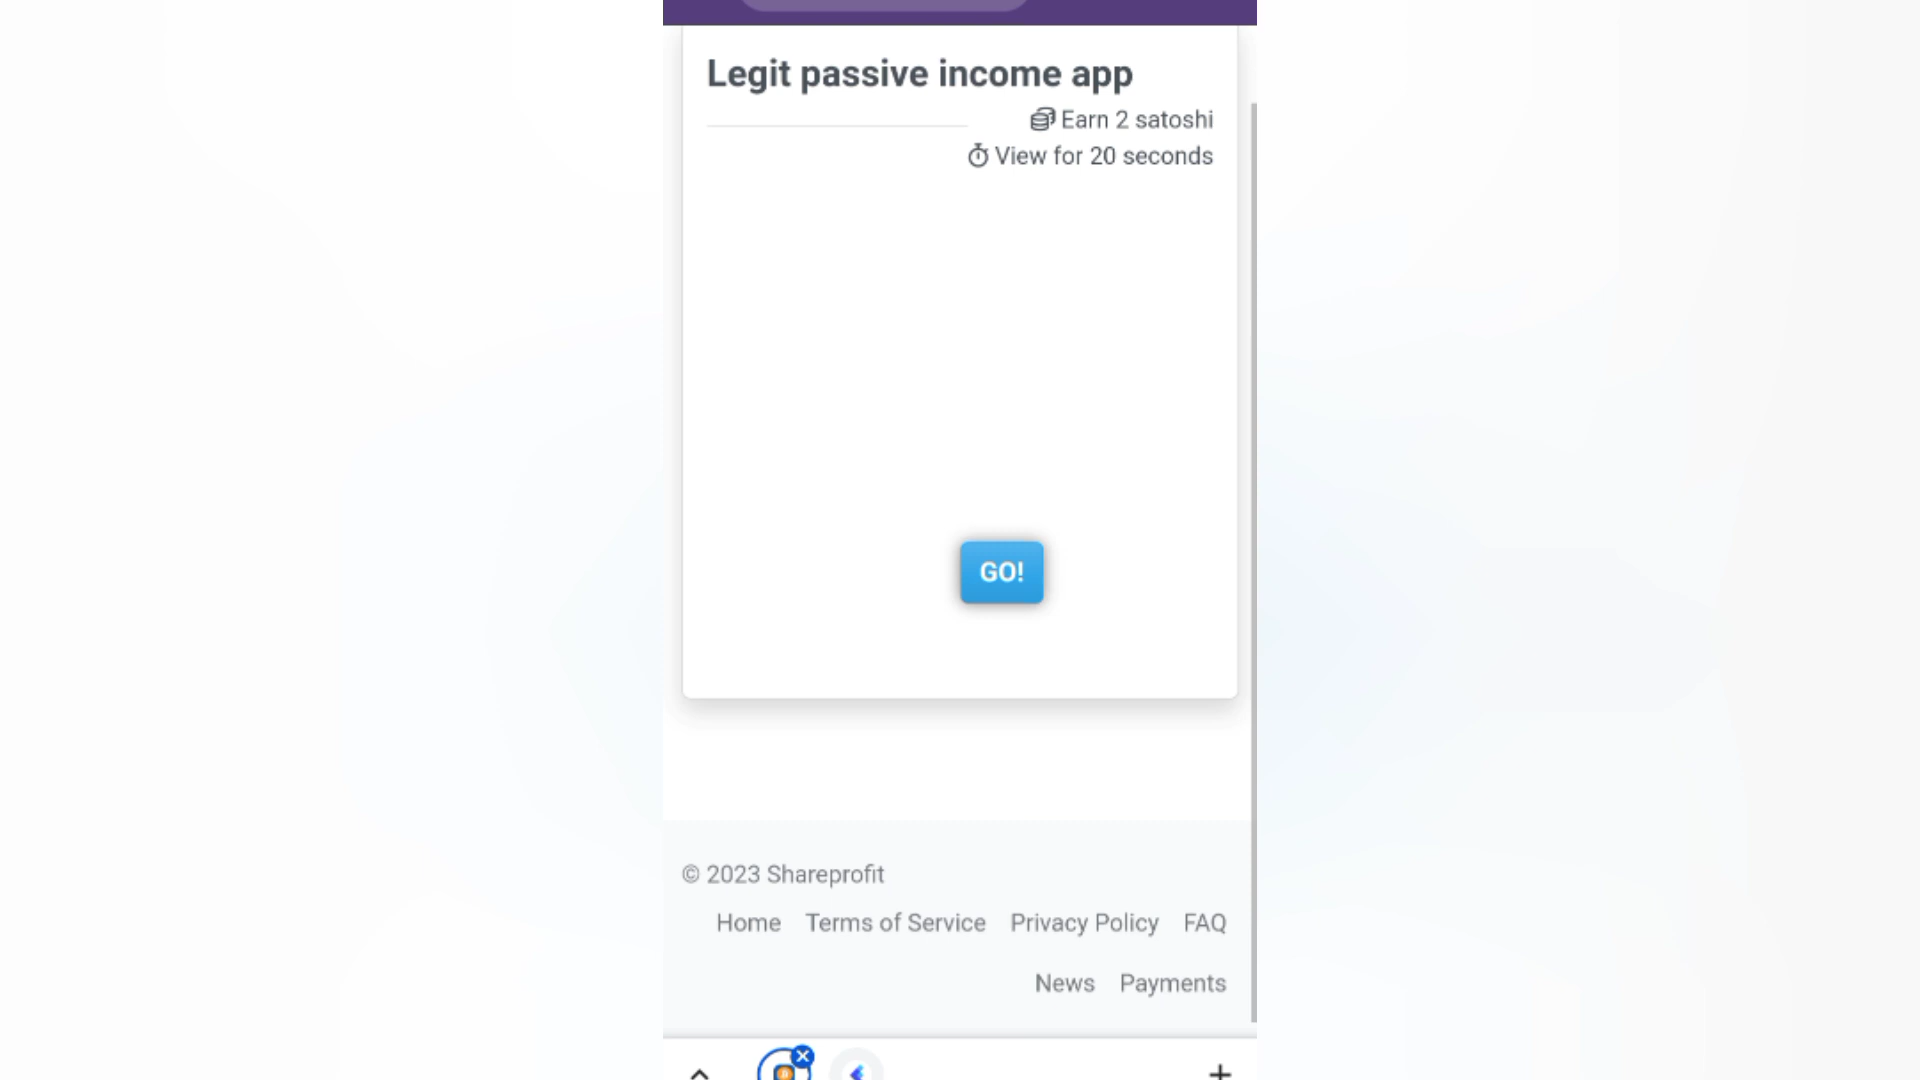 Legit passive income app
Earn 2 satoshi
View for 20 seconds
GO!
© 2023 Shareprofit
Home Terms of Service Privacy Policy FAQ
News Payments